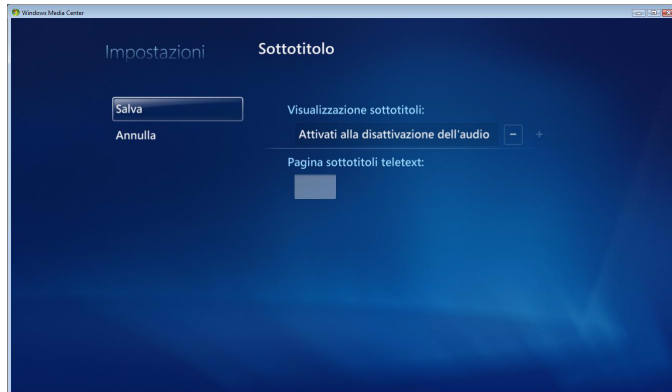 Windows Media Center
Impostazioni
Sottotitolo
Salva
Annulla
Visualizzazione sottotitoli:
Attivati alla disattivazione dell'audio − +
Pagina sottotitoli teletext: